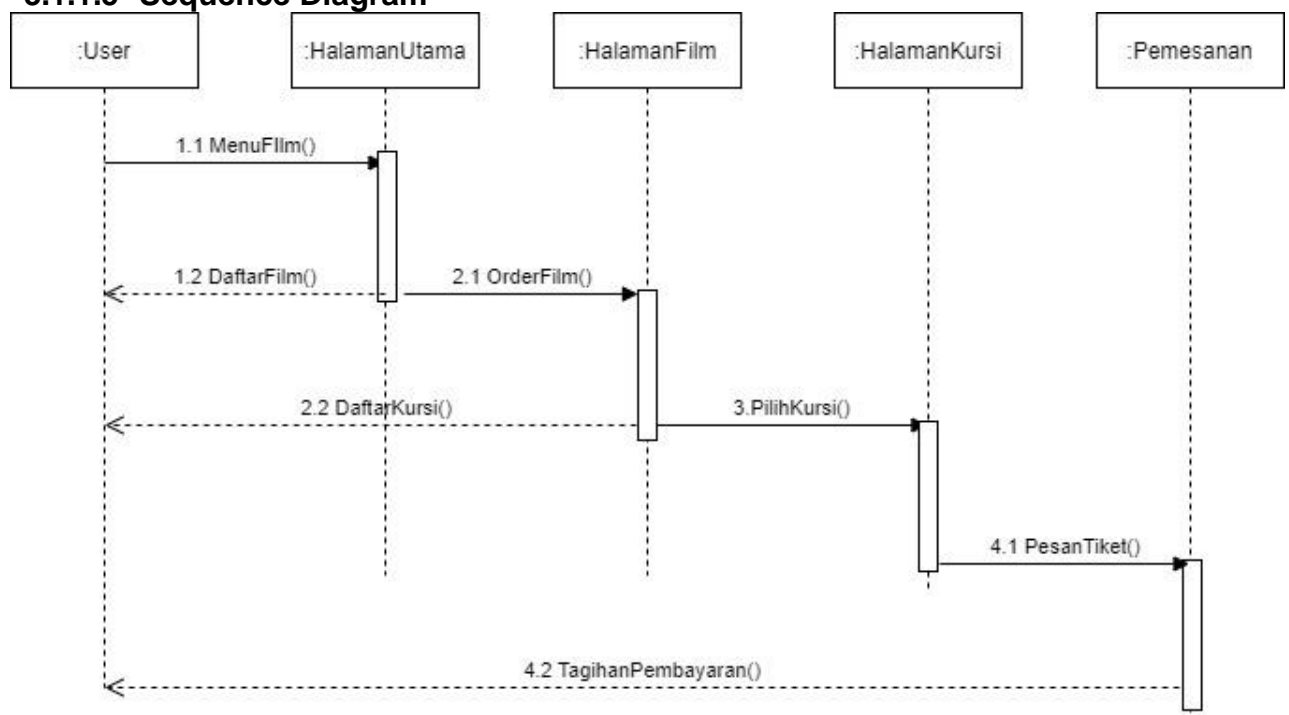 Sequence Diagram
:User
:HalamanUtama
:HalamanFilm
:HalamanKursi
:Pemesanan
1.1 MenuFIlm()
1.2 DaftarFilm()
2.1 OrderFilm()
2.2 DaftarKursi()
3.PilihKursi()
4.1 PesanTiket()
4.2 TagihanPembayaran()